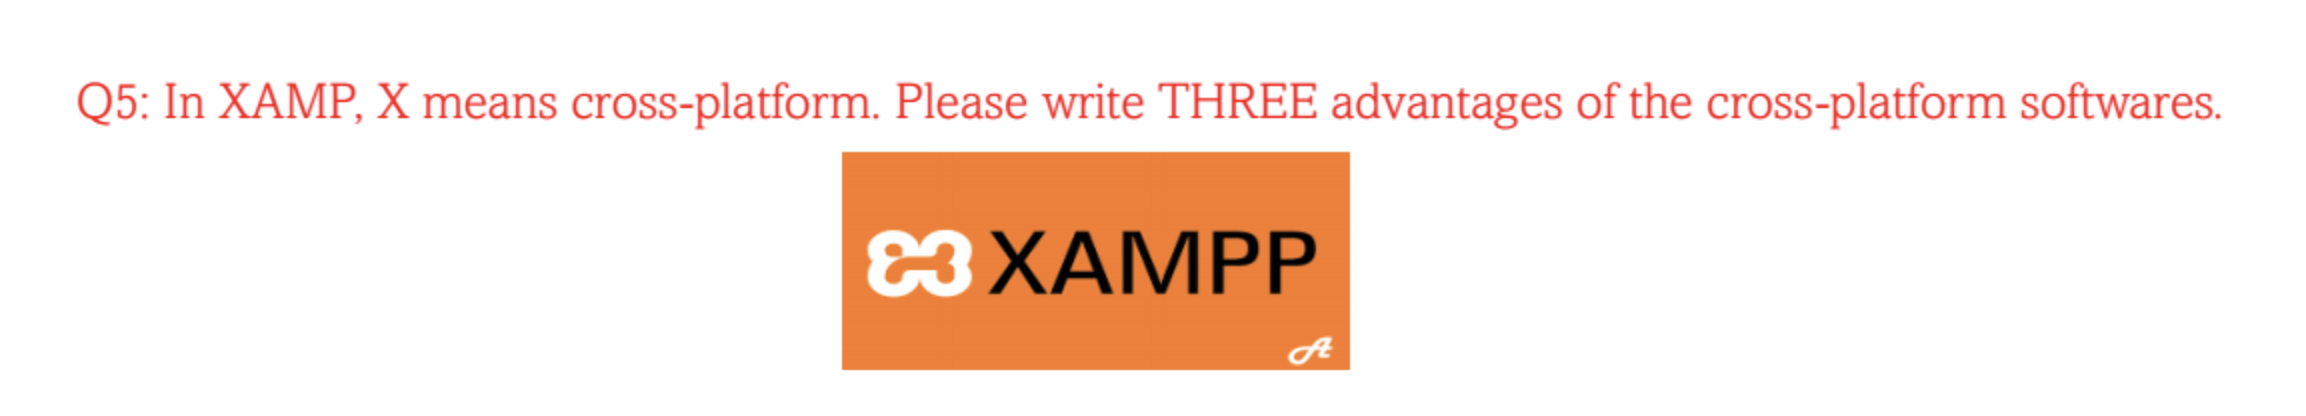 Q5: In XAMP, X means cross-platform. Please write THREE advantages of the cross-platform softwares.
XAMPP
A